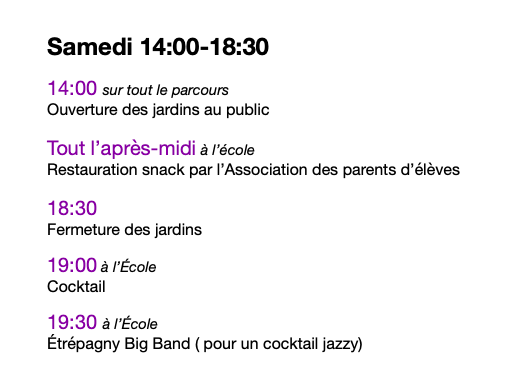 Samedi 14:00-18:30
14:00 sur tout le parcours
Ouverture des jardins au public
Tout l’après-midi à l’école
Restauration snack par l’Association des parents d’élèves
18:30
Fermeture des jardins
19:00 à l’École
Cocktail
19:30 à l’École
Étrépagny Big Band ( pour un cocktail jazzy)